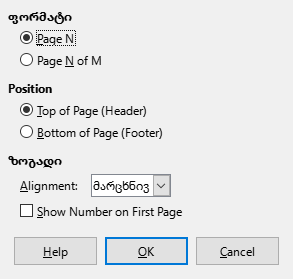 ფორმატი
Page N
Page N of M
Position
Top of Page (Header)
Bottom of Page (Footer)
ზოგადი
Alignment: მარცხნივ
Show Number on First Page
Help OK Cancel